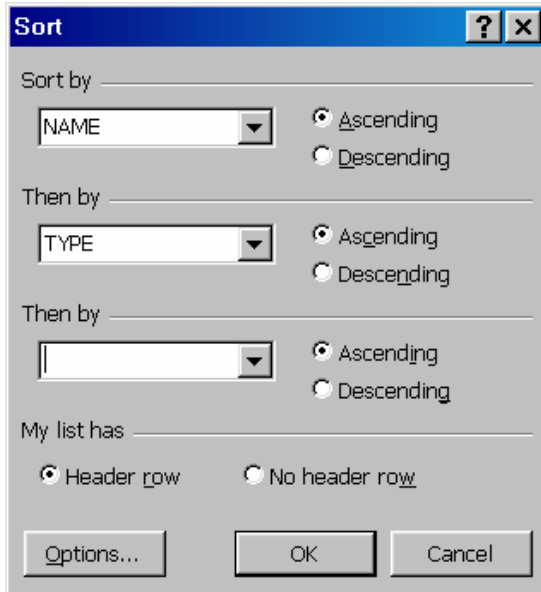 Sort
Sort by
NAME
Ascending
Descending
Then by
TYPE
Ascending
Descending
Then by
Ascending
Descending
My list has
Header row No header row
Options... OK Cancel